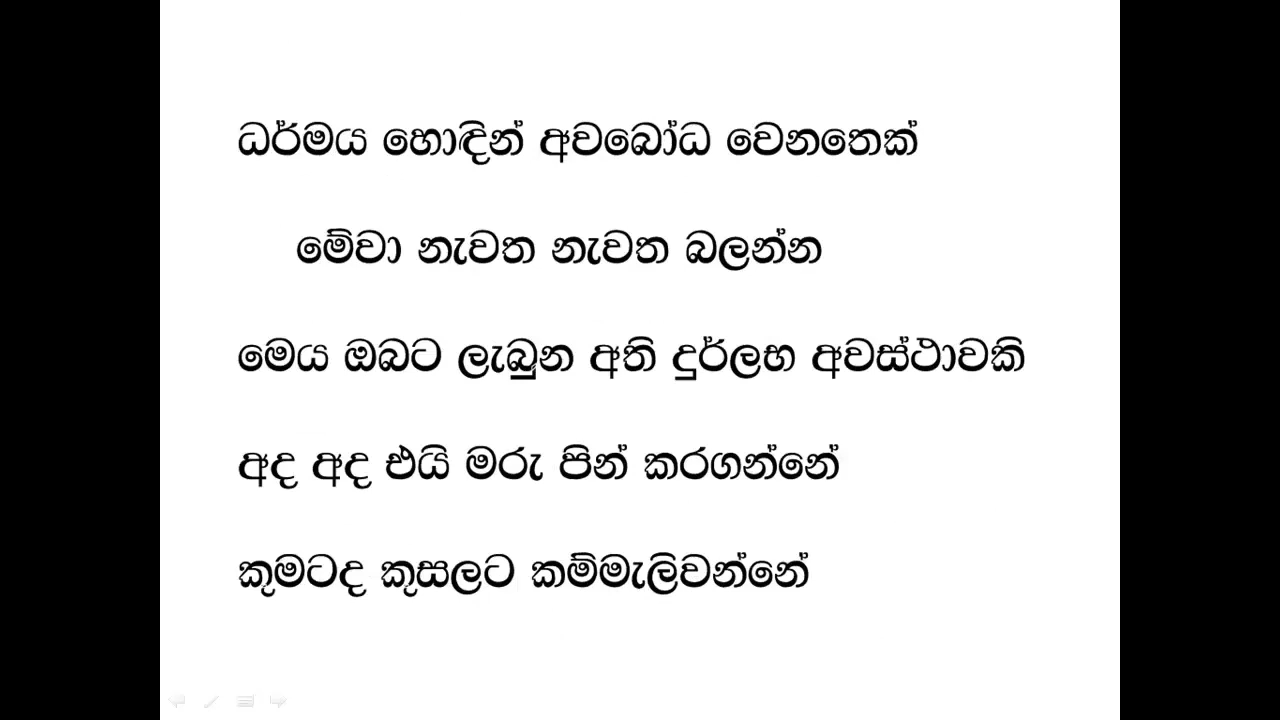 ධර්මය හොඳින් අවබෝධ වෙනතෙක්
මේවා නැවත නැවත බලන්න
මෙය ඔබට ලැබුන අති දුර්ලභ අවස්ථාවකි
අද අද එයි මරු පින් කරගන්නේ
කුමටද කුසලට කම්මැලිවන්නේ